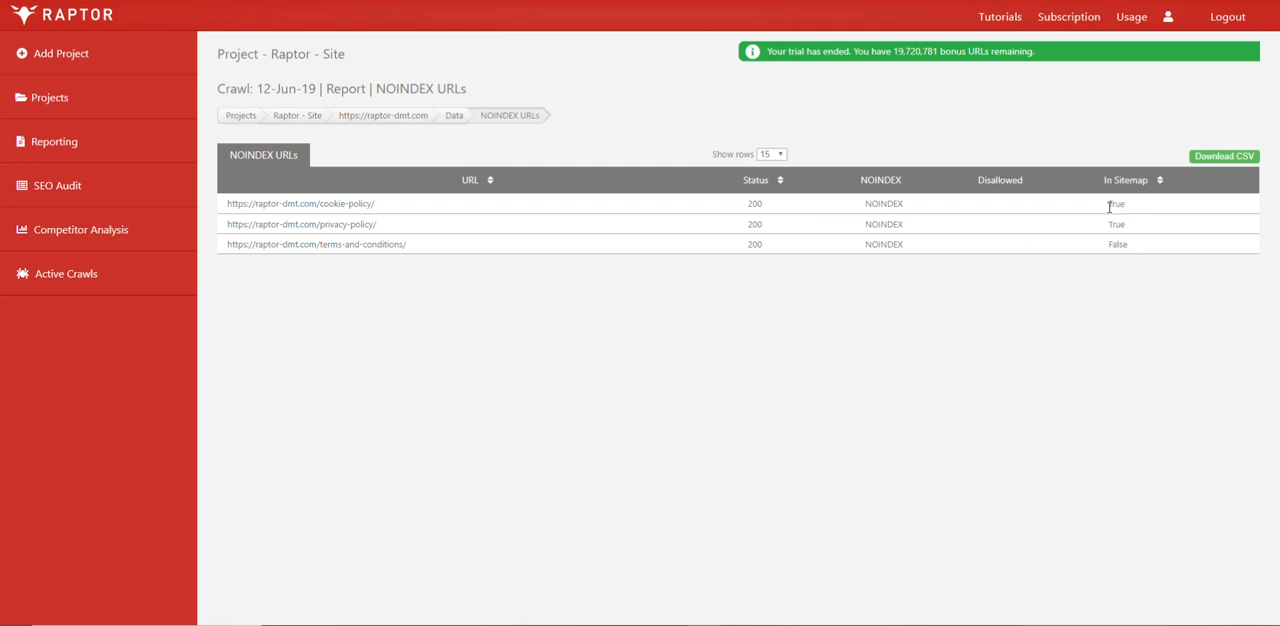 RAPTOR
Tutorials Subscription Usage Logout
Add Project
Projects
Reporting
SEO Audit
Competitor Analysis
Active Crawls
Project - Raptor - Site
Your trial has ended. You have 19,720,781 bonus URLs remaining.
Crawl: 12-Jun-19 | Report | NOINDEX URLs
Projects Raptor - Site https://raptor-dmt.com Data NOINDEX URLs
NOINDEX URLs
Show rows 15
Download CSV
URL Status NOINDEX Disallowed In Sitemap
https://raptor-dmt.com/cookie-policy/ 200 NOINDEX True
https://raptor-dmt.com/privacy-policy/ 200 NOINDEX True
https://raptor-dmt.com/terms-and-conditions/ 200 NOINDEX False